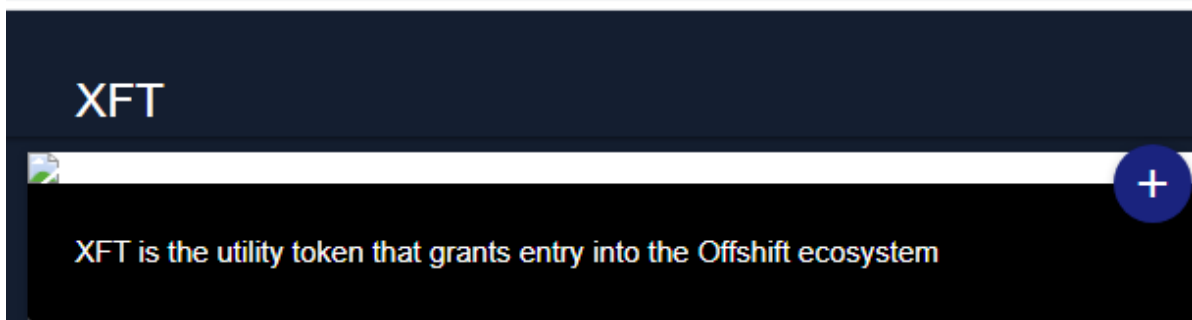 XFT
+
XFT is the utility token that grants entry into the Offshift ecosystem